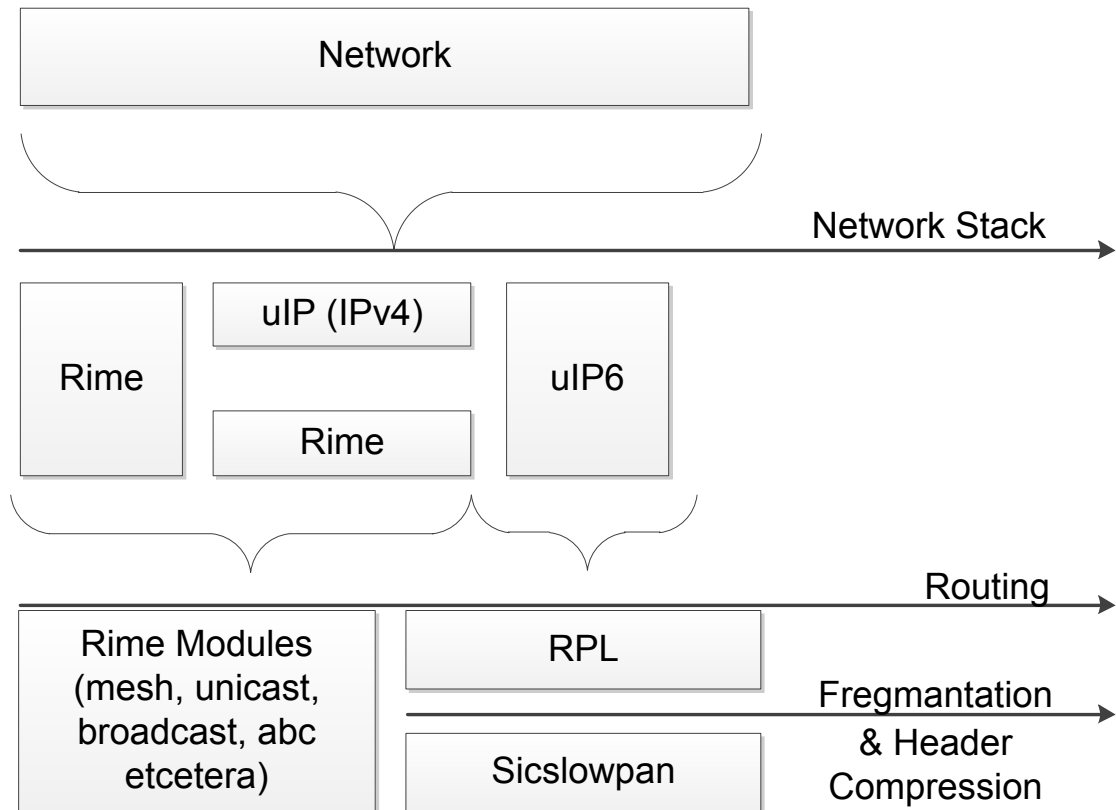 Network
Network Stack
Rime
uIP (IPv4)
Rime
uIP6
Routing
Rime Modules
(mesh, unicast,
broadcast, abc
etcetera)
RPL
Fregmantation
& Header
Compression
Sicslowpan